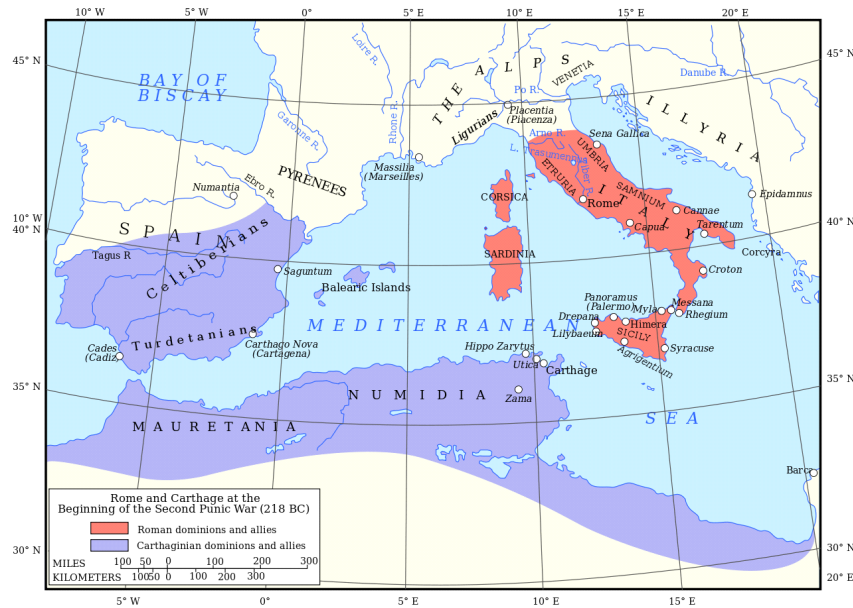 10° W
5° W
0°
5° E
10° E
15° E
20° E
45° N
45° N
BAY OF
BISCAY
Loire R.
Garonne R.
Rhone R.
THE ALPS
VENETIA
Danube R.
Po R.
Placentia
(Piacenza)
Ligurians
ILLYRIA
Arno R.
Sena Gallica
UMBRIA
ETRURIA
Massilia
(Marseilles)
PYRENEES
Numantia
Ebro R.
CORSICA
Rome
SAMNIUM
ITALY
Cannae
Capua
Tarentum
Epidamnus
10° W
40° N
40° N
SPAIN
Celtiberians
Tagus R
Saguntum
SARDINIA
Corcyra
Croton
Balearic Islands
Panoramus
(Palermo)
Messana
Myla
Rhegium
Drepana
Himera
MEDITERRANEAN
Lilybaeum
SICILY
Turdetanians
Carthago Nova
(Cartagena)
Cades
(Cadiz)
Hippo Zarytus
Agrigentium
Syracuse
Utica
Carthage
35° N
35° N
NUMIDIA
Zama
SEA
MAURETANIA
Barca
Rome and Carthage at the
Beginning of the Second Punic War (218 BC)
Roman dominions and allies
Carthaginian dominions and allies
MILES 100 50 0 100 200 300
KILOMETERS 100 50 0 100 200 300
30° N
30° N
20° E
5° W
0°
5° E
10° E
15° E